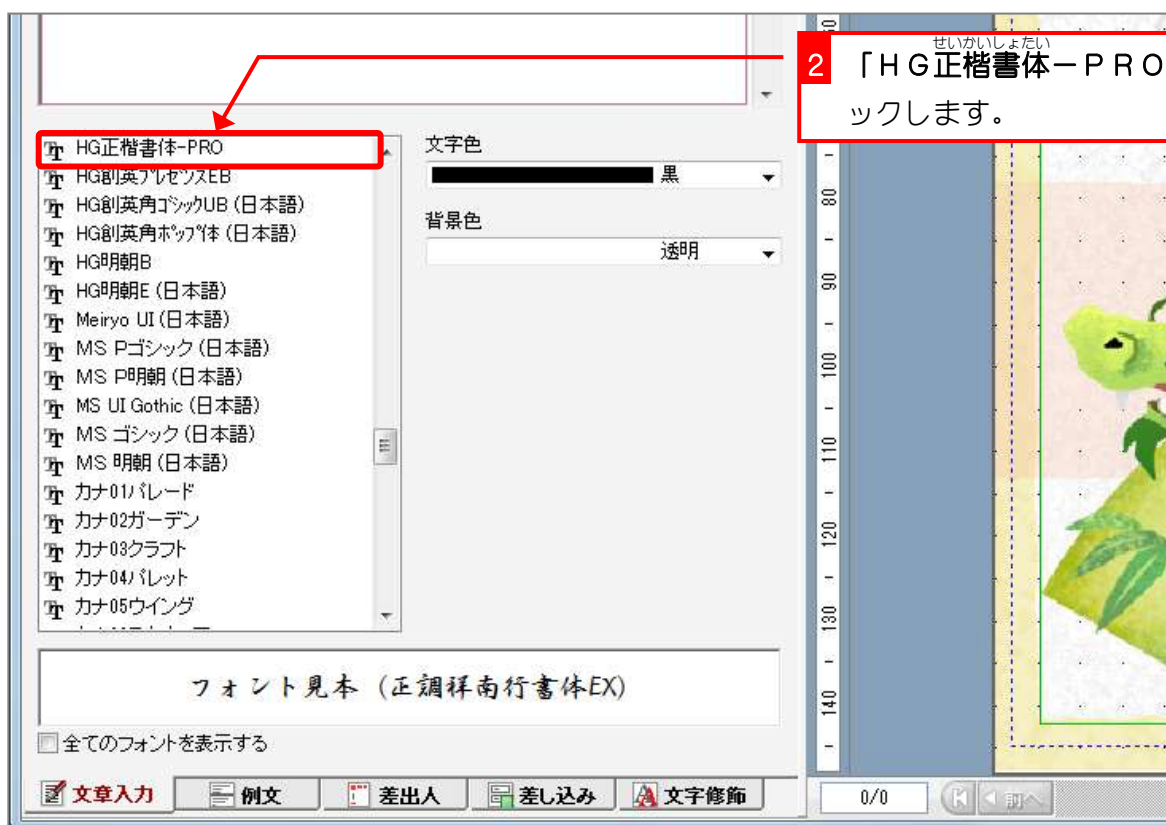 せいかいしょたい
2 「HG正楷書体－PRO
ックします。
HG正楷書体-PRO
HG創英プレゼンスEB
HG創英角ゴシックUB (日本語)
HG創英角ポップ体 (日本語)
HG明朝B
HG明朝E (日本語)
Meiryo UI (日本語)
MS Pゴシック (日本語)
MS P明朝 (日本語)
MS UI Gothic (日本語)
MS ゴシック (日本語)
MS 明朝 (日本語)
カナ01パレード
カナ02ガーデン
カナ03クラフト
カナ04パレット
カナ05ウイング
文字色
黒
背景色
透明
フォント見本 (正調祥南行書体EX)
全てのフォントを表示する
文章入力 例文 差出人 差し込み 文字修飾
80
90
100
110
120
130
140
0/0 前へ